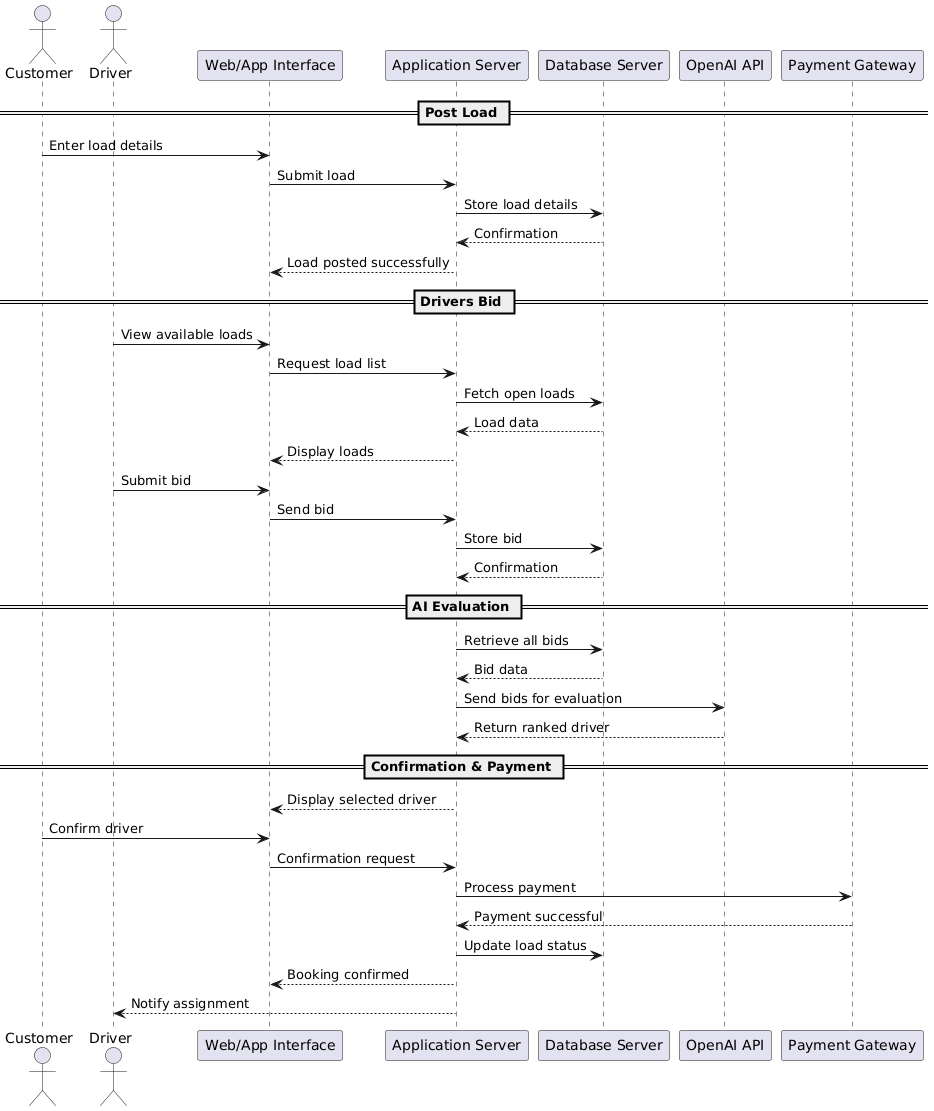 Customer
Driver
Web/App Interface
Application Server
Database Server
OpenAI API
Payment Gateway
Post Load
Enter load details
Submit load
Store load details
Confirmation
Load posted successfully
Drivers Bid
View available loads
Request load list
Fetch open loads
Load data
Display loads
Submit bid
Send bid
Store bid
Confirmation
AI Evaluation
Retrieve all bids
Bid data
Send bids for evaluation
Return ranked driver
Confirmation & Payment
Display selected driver
Confirm driver
Confirmation request
Process payment
Payment successful
Update load status
Booking confirmed
Notify assignment
Customer
Driver
Web/App Interface
Application Server
Database Server
OpenAI API
Payment Gateway